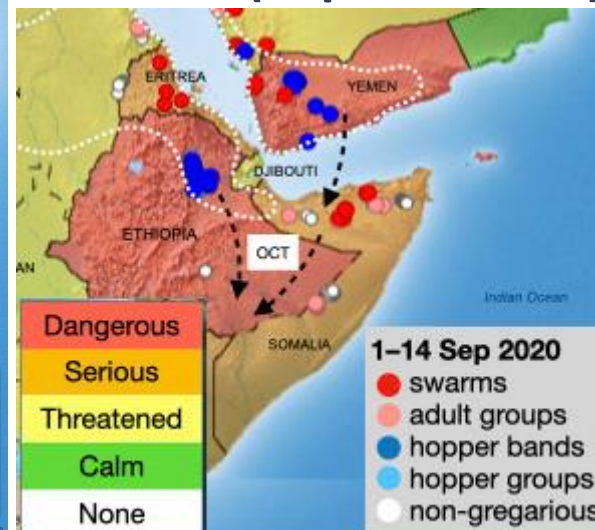 ERITREA
YEMEN
DJIBOUTI
ETHIOPIA
OCT
AN
Indian Ocean
SOMALIA
Dangerous
Serious
Threatened
Calm
None
1–14 Sep 2020
swarms
adult groups
hopper bands
hopper groups
non-gregarious